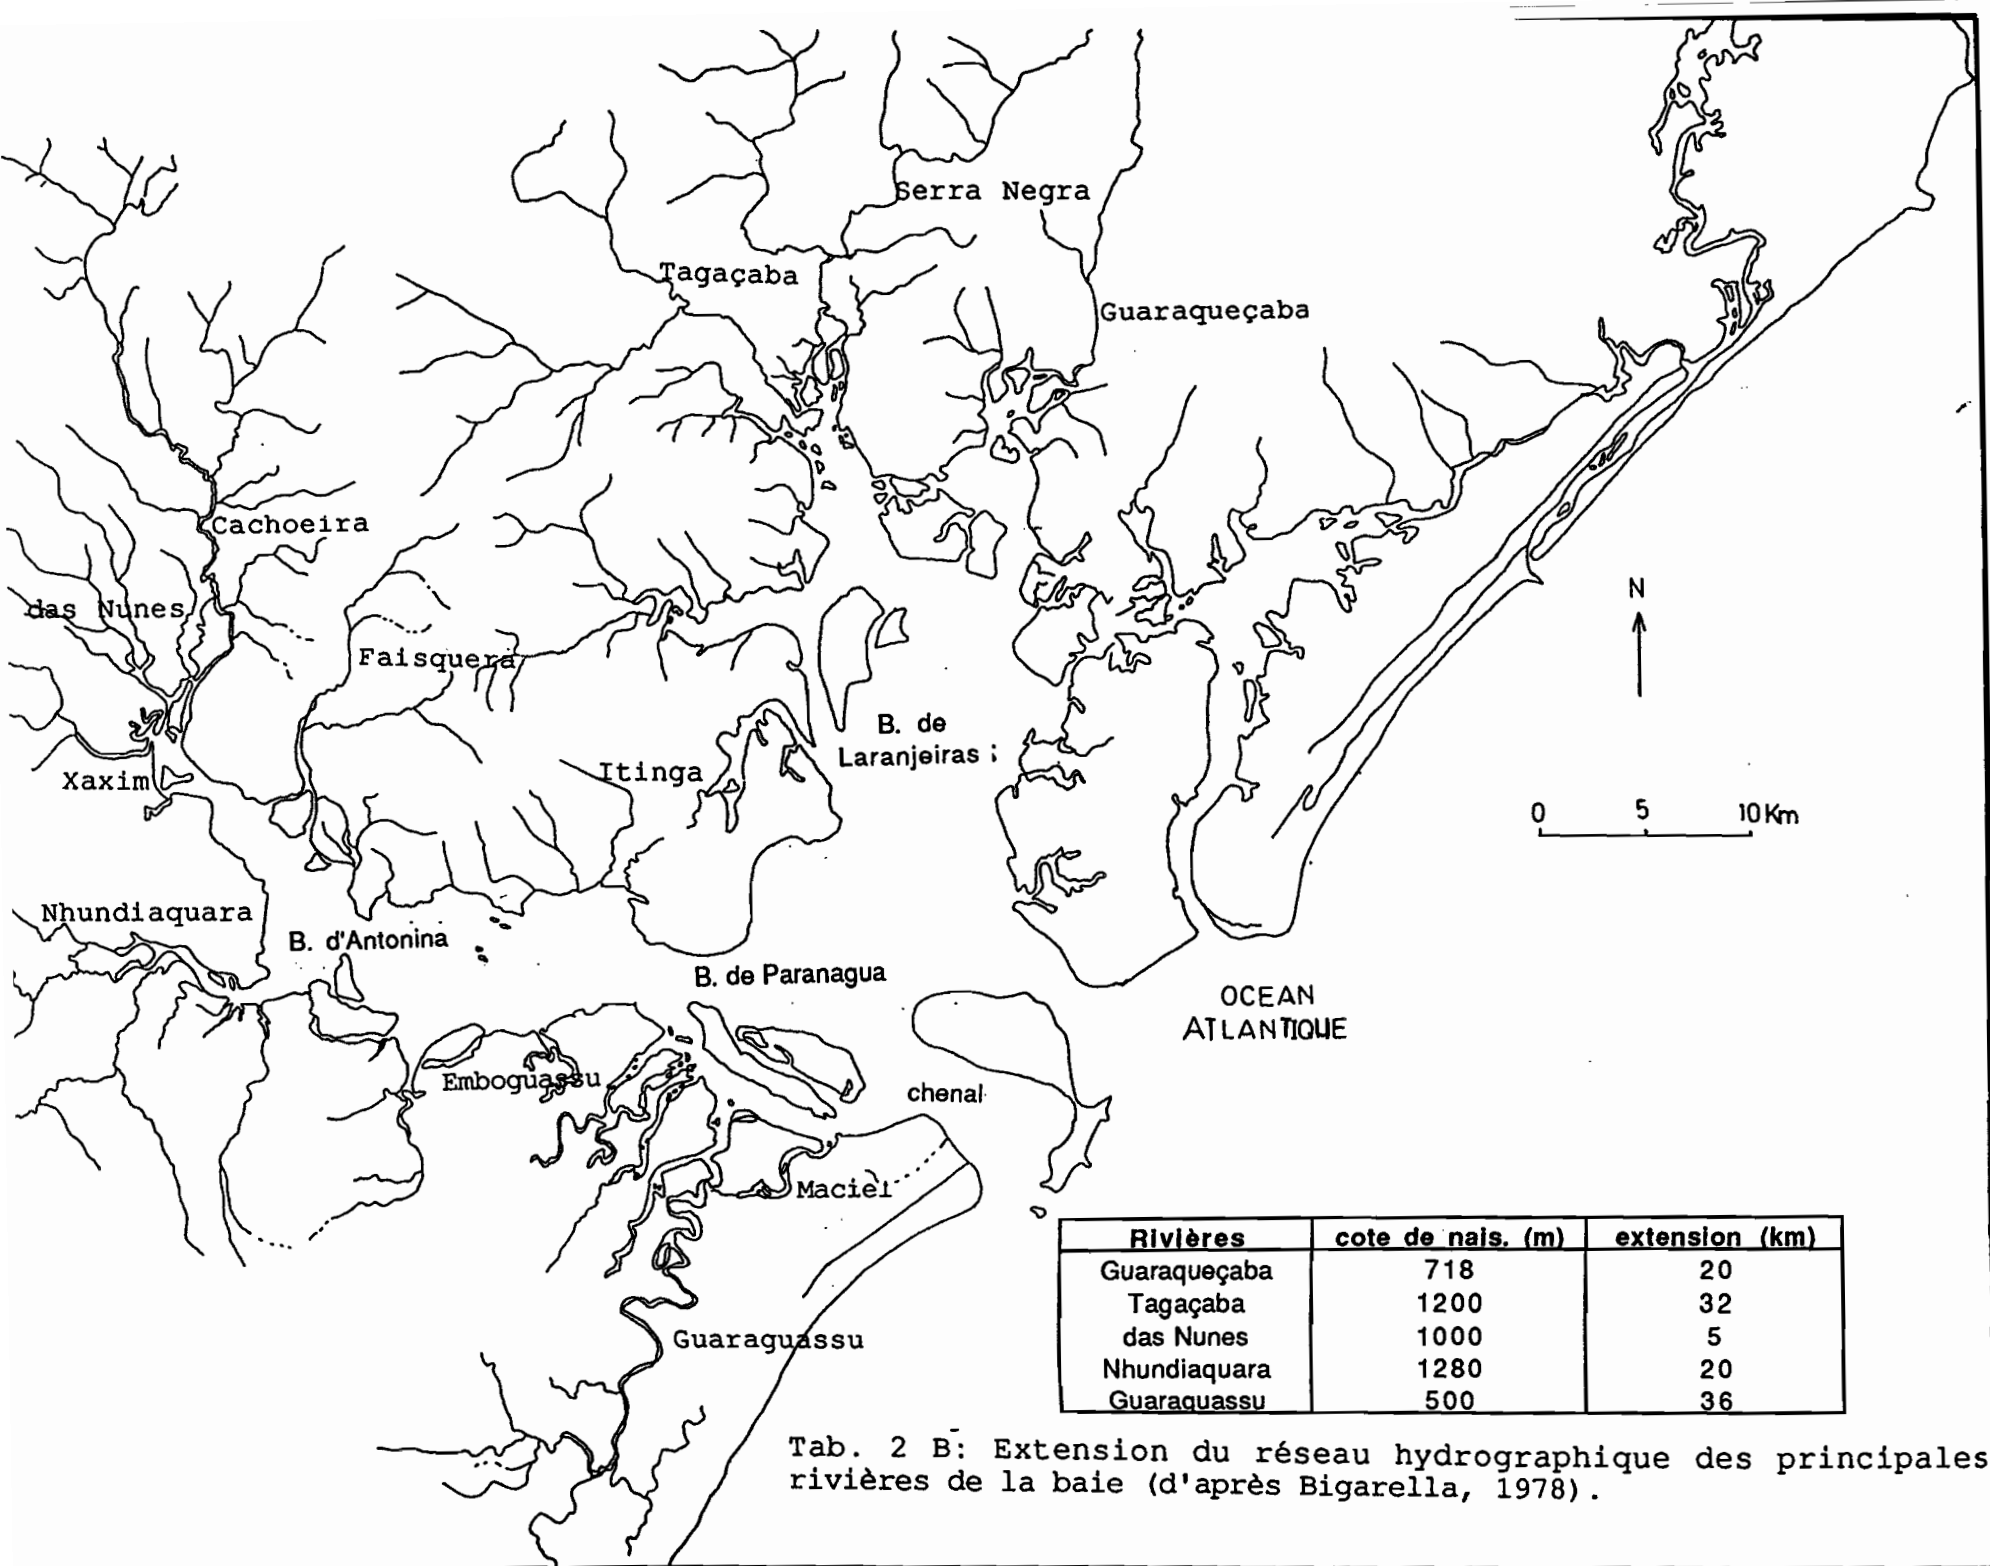 Serra Negra
Tagaçaba
Guaraqueçaba
Cachoeira
das Nunes
Faisquera
N
B. de
Laranjeiras
Itinga
Xaxim
0 5 10 Km
Nhundiaquara
B. d'Antonina
B. de Paranagua
OCEAN
ATLANTIQUE
Emboguassu
chenal
Maciel
Guaraguassu
Rivières cote de nais. (m) extension (km)
Guaraqueçaba 718 20
Tagaçaba 1200 32
das Nunes 1000 5
Nhundiaquara 1280 20
Guaraguassu 500 36
Tab. 2 B: Extension du réseau hydrographique des principales
rivières de la baie (d'après Bigarella, 1978).